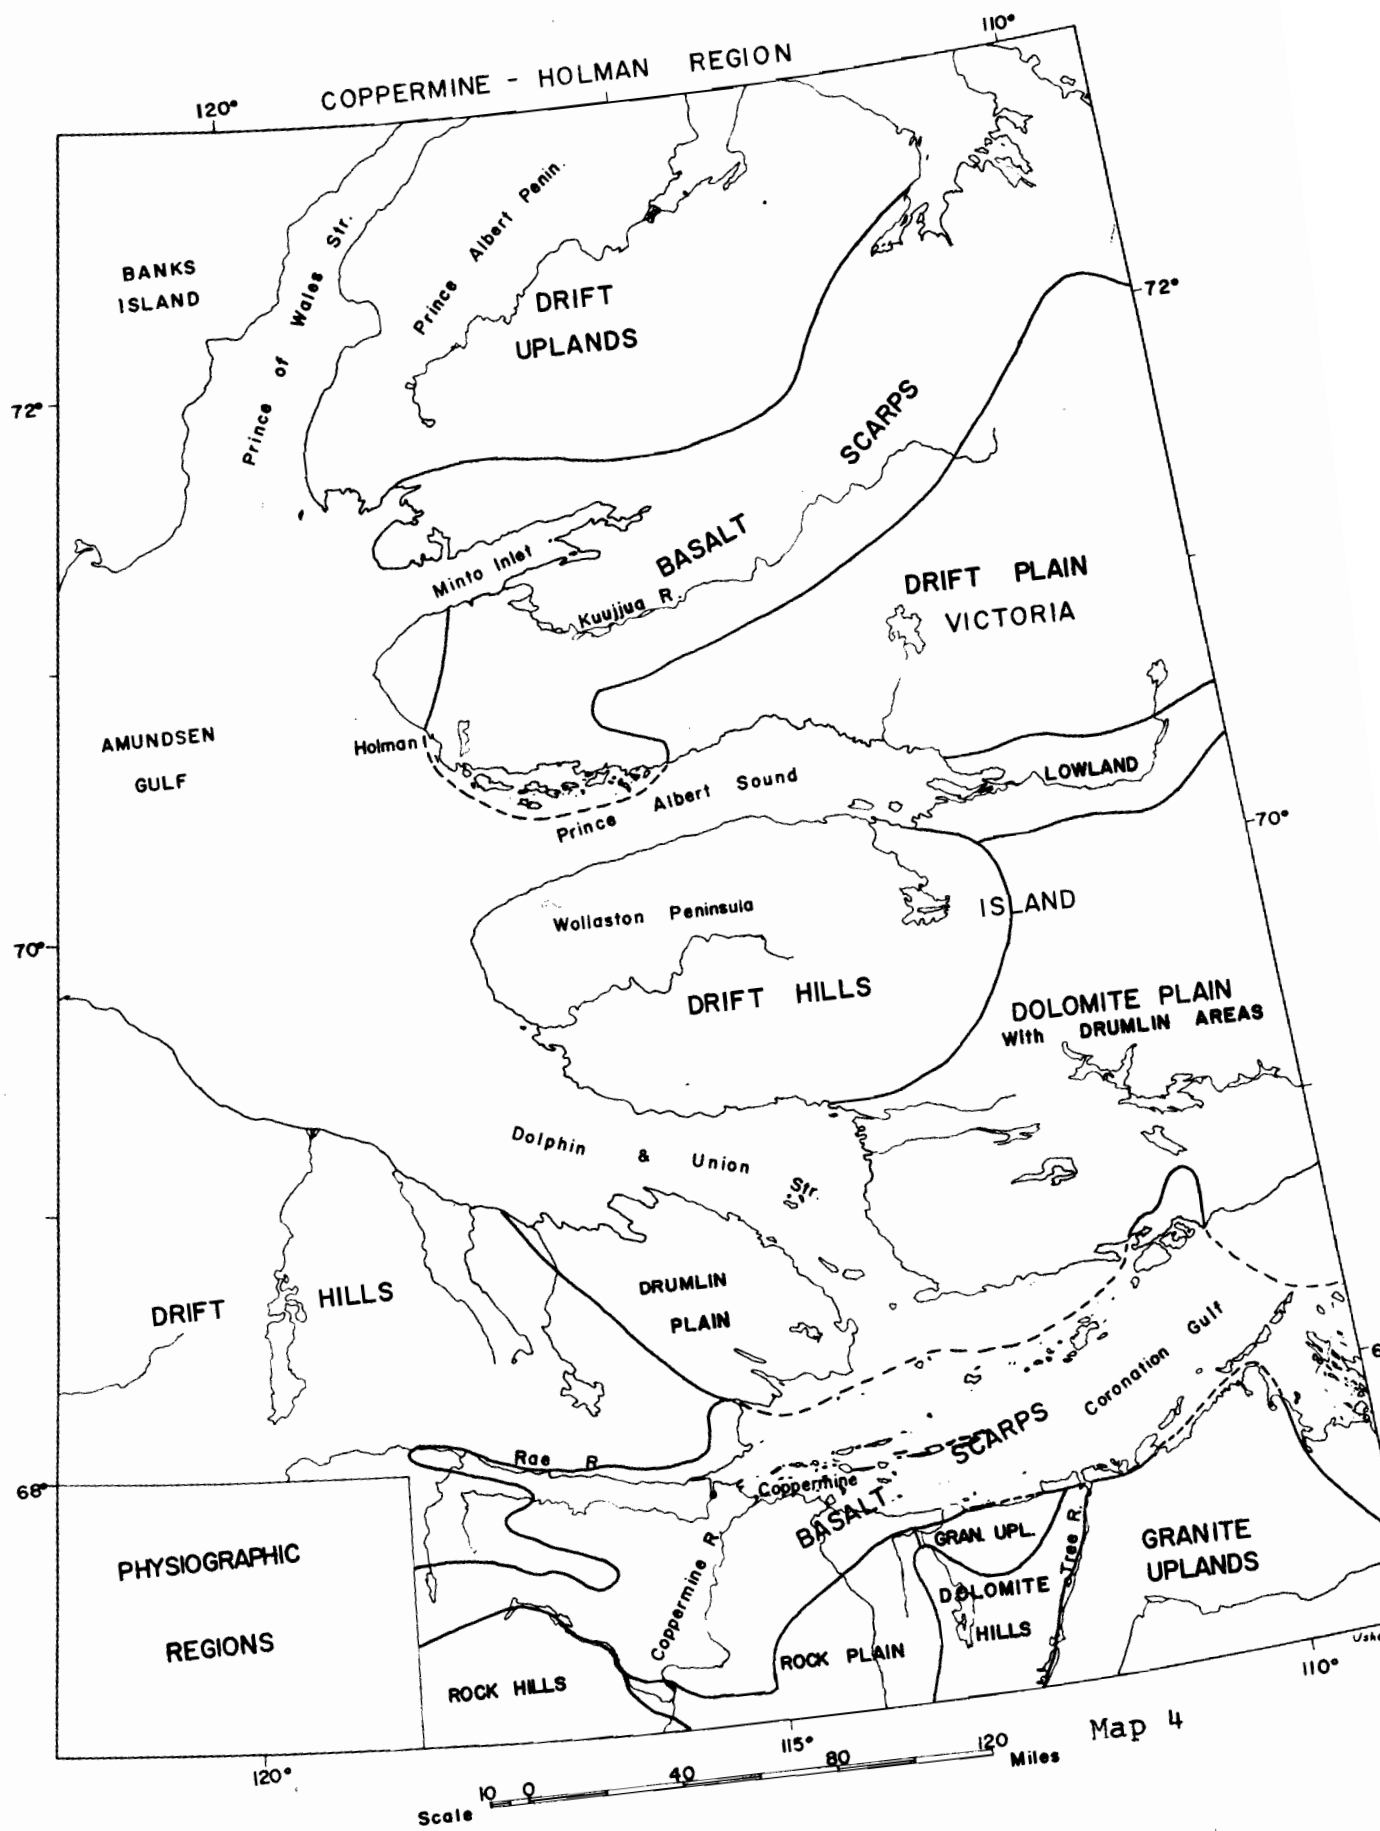 COPPERMINE - HOLMAN REGION
120°
110°
BANKS
ISLAND
Prince of Wales Str.
Prince Albert Penin.
DRIFT
UPLANDS
72°
72°
BASALT SCARPS
Minto Inlet
Kuujjua R.
DRIFT PLAIN
VICTORIA
AMUNDSEN
GULF
Holman
Prince Albert Sound
LOWLAND
70°
Wollaston Peninsula
ISLAND
70°
DRIFT HILLS
DOLOMITE PLAIN
With DRUMLIN AREAS
Dolphin & Union Str.
DRIFT HILLS
DRUMLIN
PLAIN
Coronation Gulf
BASALT SCARPS
Rae R.
Coppermine
68°
GRAN. UPL.
Tree R.
GRANITE
UPLANDS
PHYSIOGRAPHIC
REGIONS
Coppermine R.
DOLOMITE
HILLS
ROCK PLAIN
ROCK HILLS
110°
115°
120°
Map 4
Scale 10 0 40 80 120 Miles